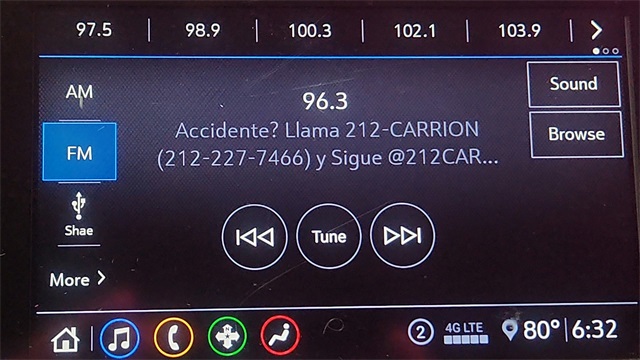 97.5 98.9 100.3 102.1 103.9
AM
FM
Shae
More
96.3
Accidente? Llama 212-CARRION
(212-227-7466) y Sigue @212CAR...
Tune
Sound
Browse
2 4G LTE 80° 6:32